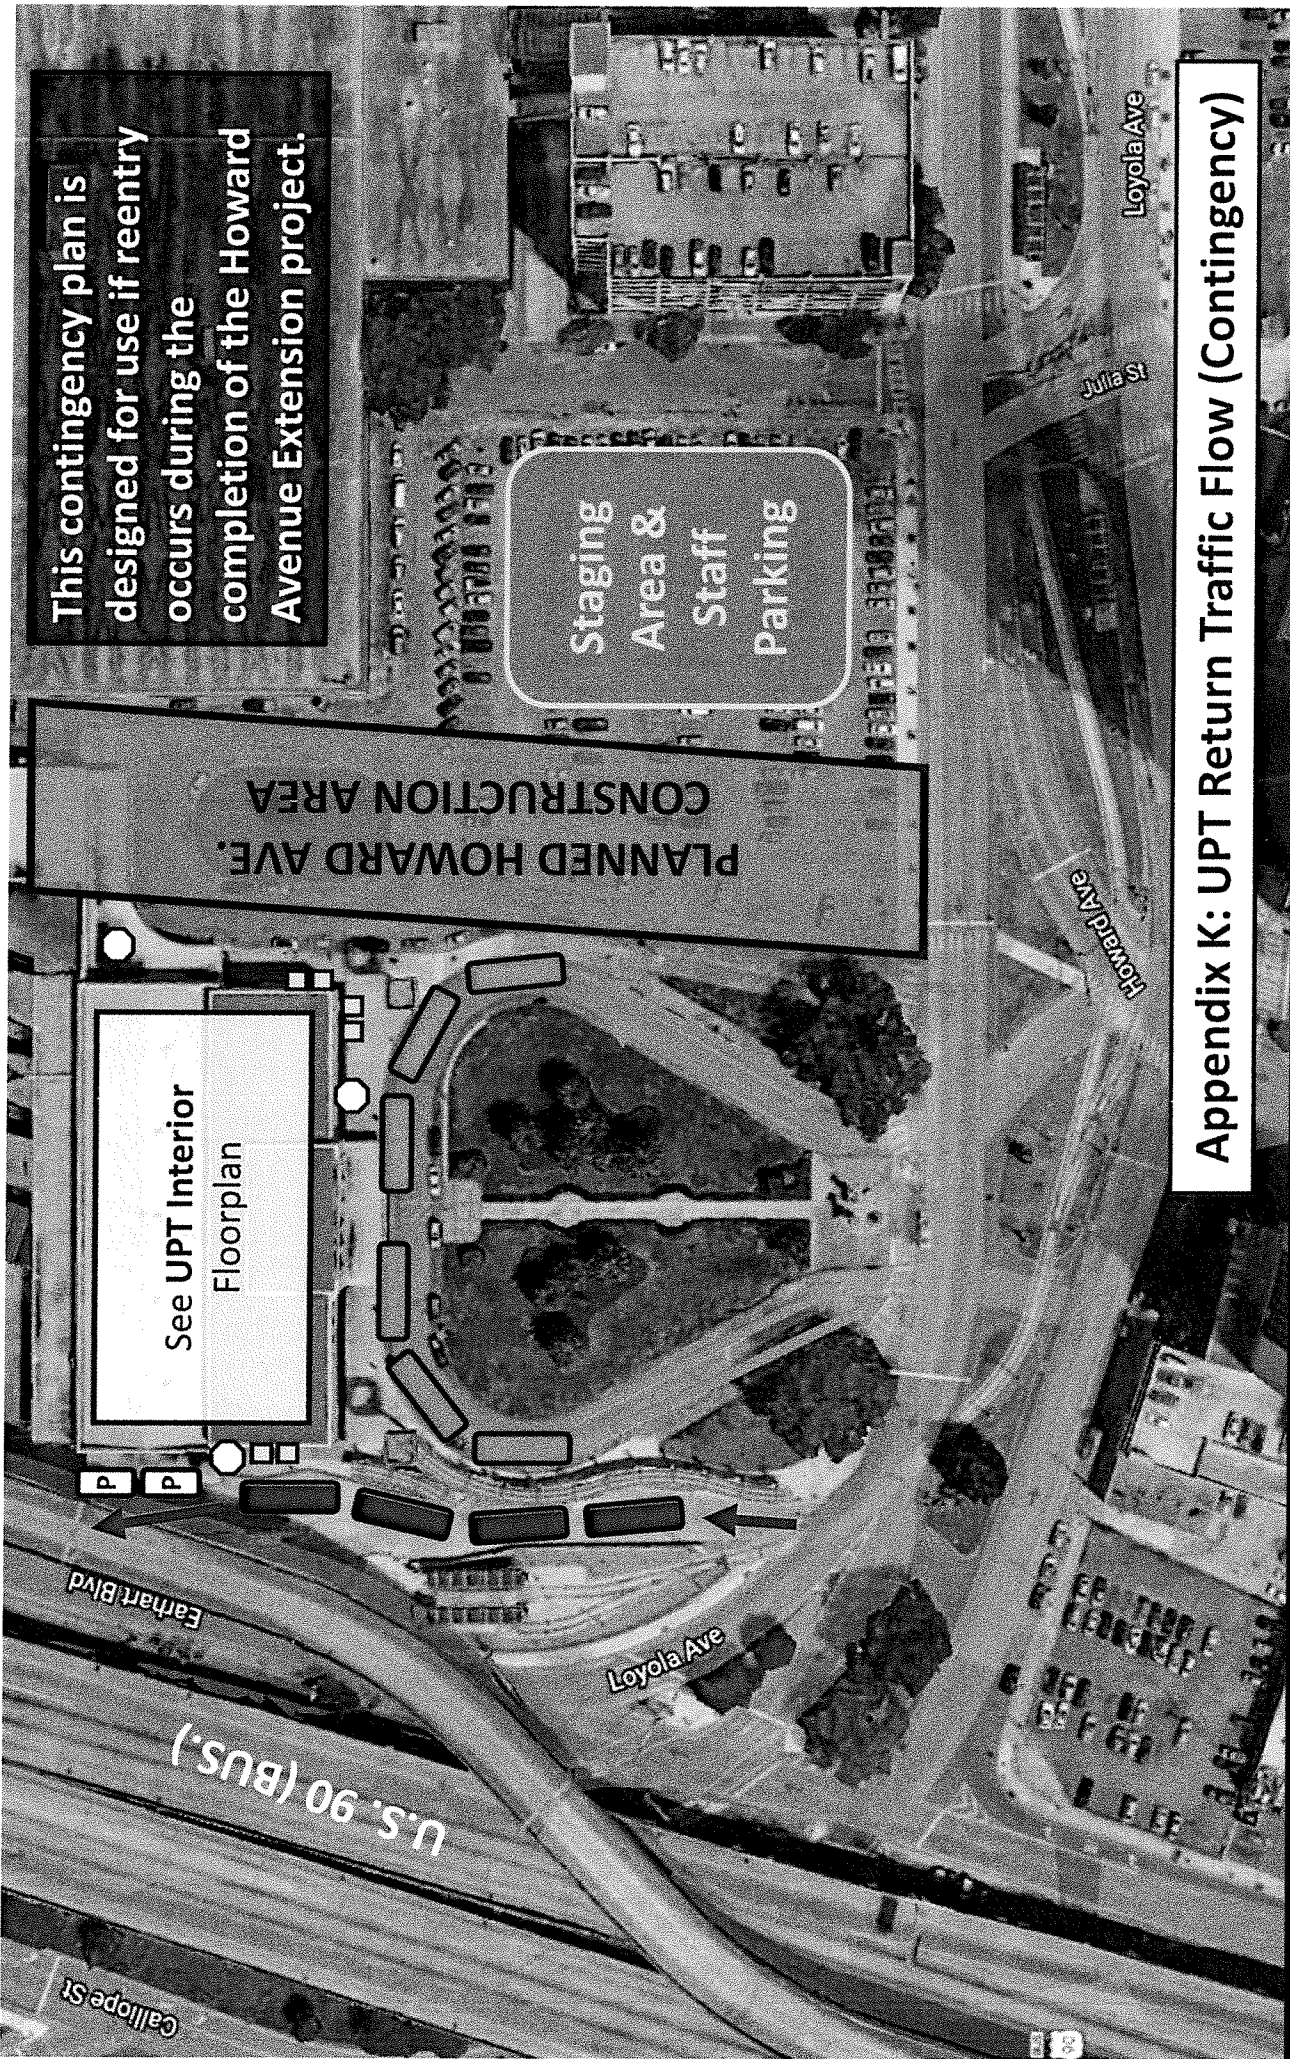 Appendix K: UPT Return Traffic Flow (Contingency)
This contingency plan is
designed for use if reentry
occurs during the
completion of the Howard
Avenue Extension project.
PLANNED HOWARD AVE.
CONSTRUCTION AREA
Staging
Area &
Staff
Parking
See UPT Interior
Floorplan
P
P
Earhart Blvd
U.S. 90 (BUS.)
Calliope St
Loyola Ave
Howard Ave
Julia St
Loyola Ave
90